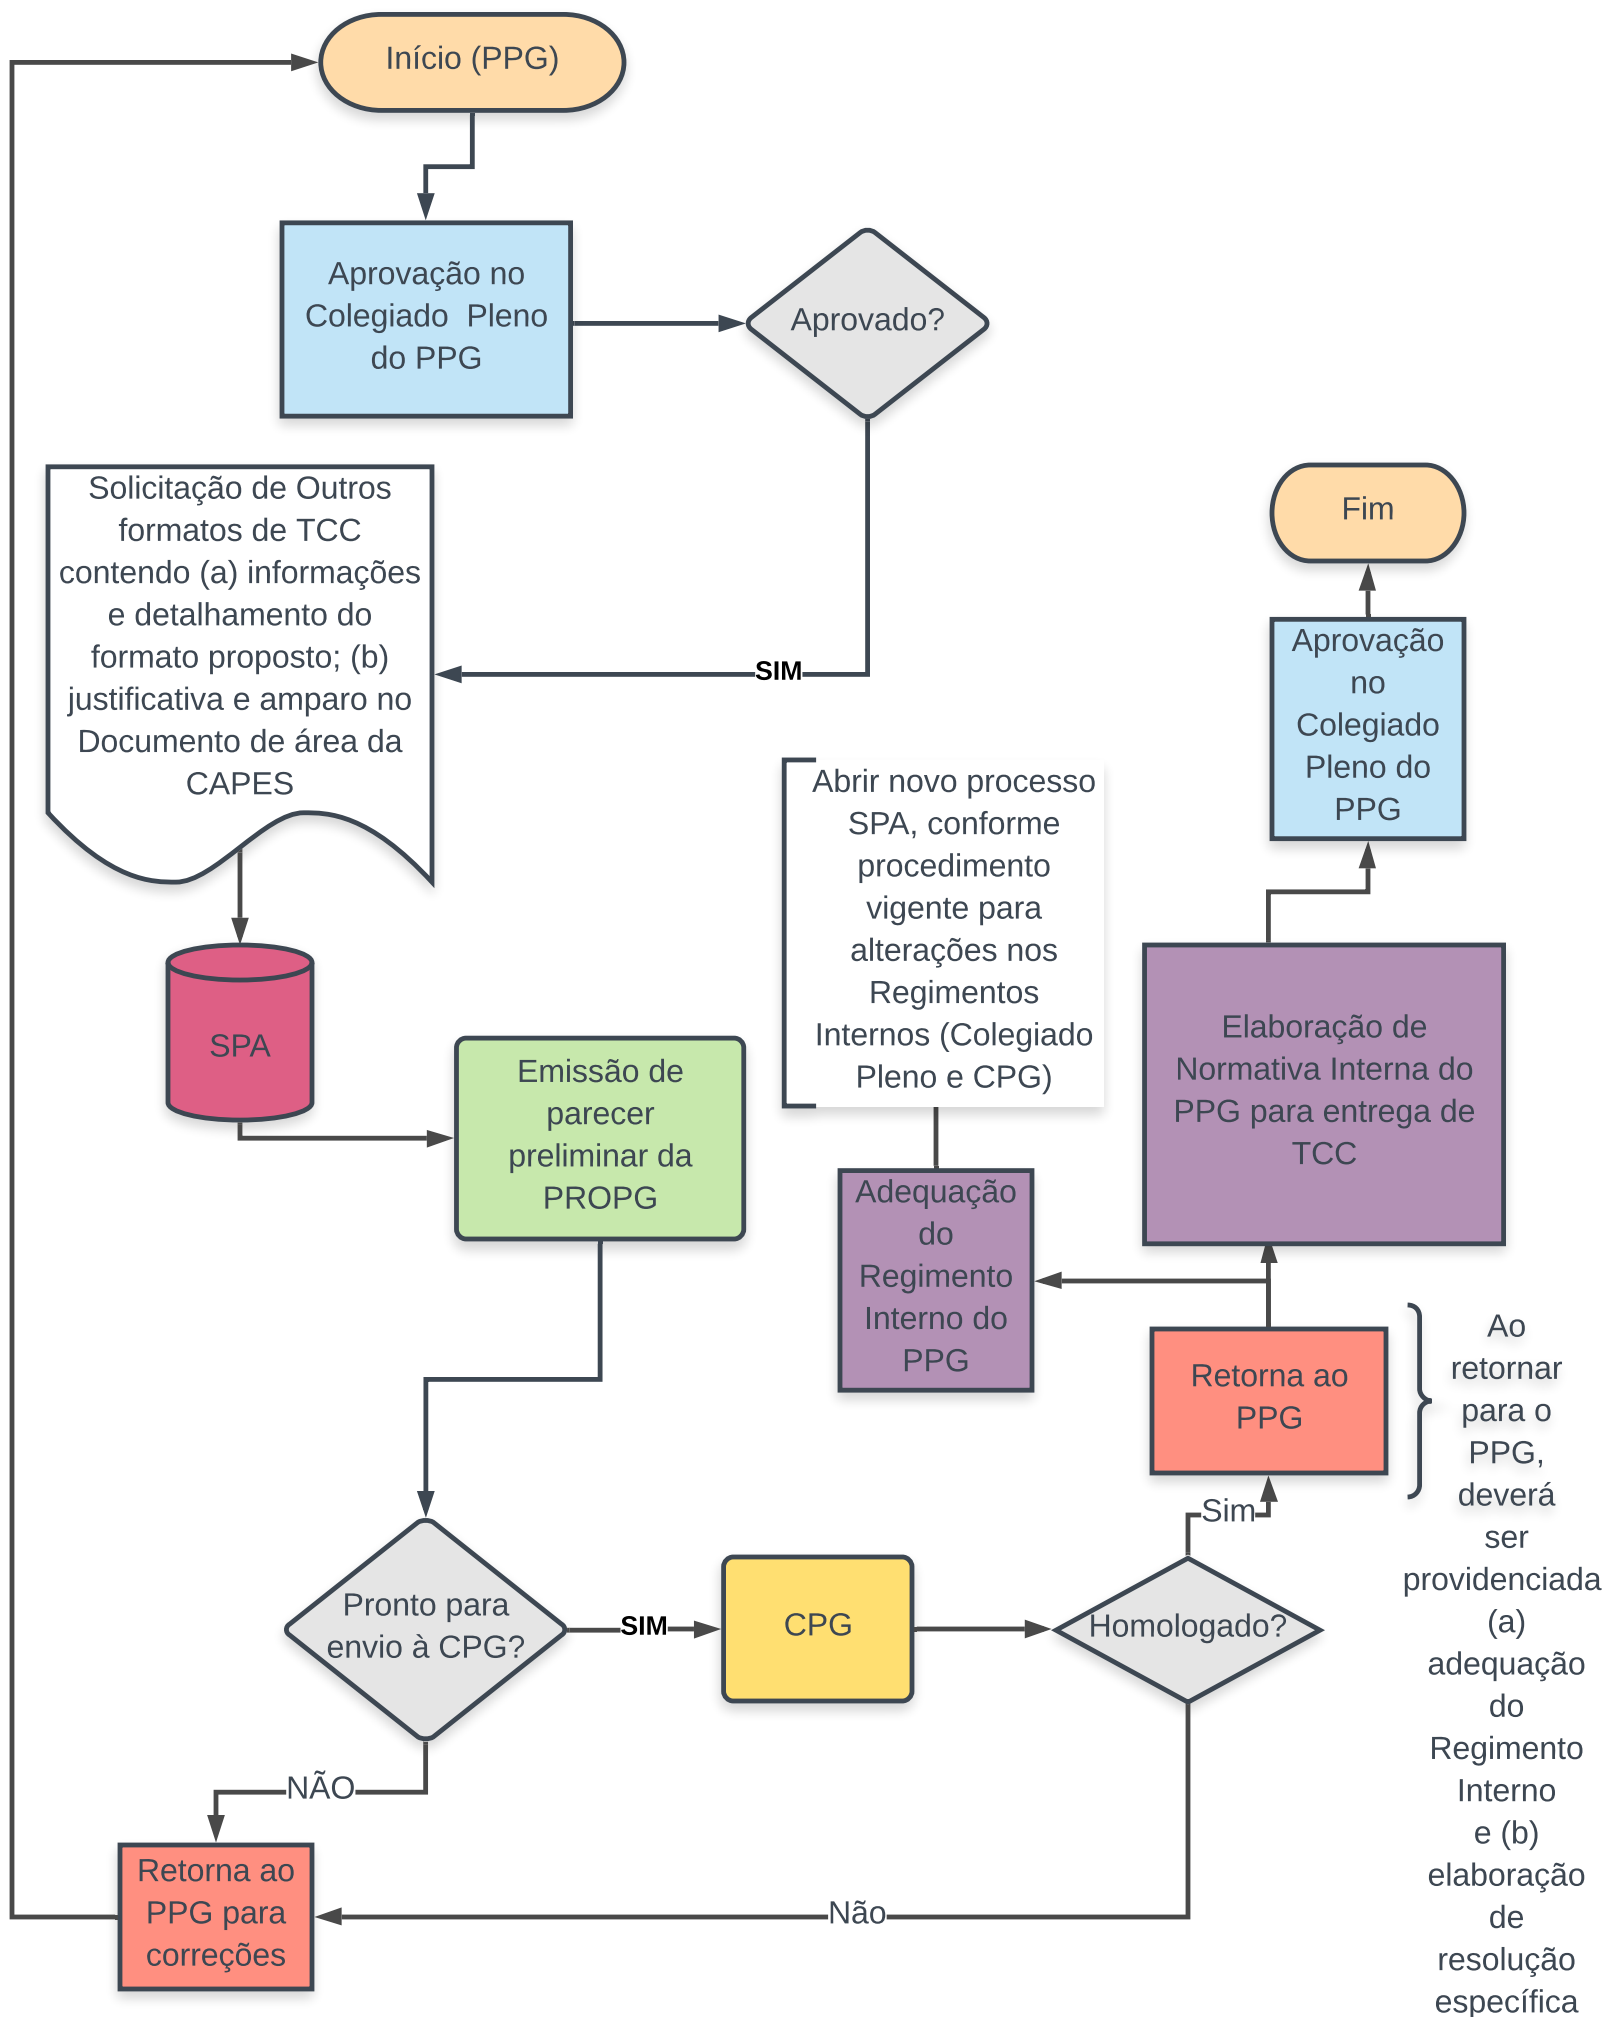 Início (PPG)
Aprovação no
Colegiado  Pleno
do PPG
Aprovado?
SIM
Solicitação de Outros
formatos de TCC
contendo (a) informações
e detalhamento do
formato proposto; (b)
justificativa e amparo no
Documento de área da
CAPES
SPA
Emissão de
parecer
preliminar da
PROPG
Pronto para
envio à CPG?
SIM
NÃO
CPG
Homologado?
Sim
Não
Retorna ao
PPG para
correções
Retorna ao
PPG
Ao
retornar
para o
PPG,
deverá
ser
providenciada
(a)
adequação
do
Regimento
Interno
e (b)
elaboração
de
resolução
específica
Adequação
do
Regimento
Interno do
PPG
Abrir novo processo
SPA, conforme
procedimento
vigente para
alterações nos
Regimentos
Internos (Colegiado
Pleno e CPG)
Elaboração de
Normativa Interna do
PPG para entrega de
TCC
Aprovação
no
Colegiado
Pleno do
PPG
Fim